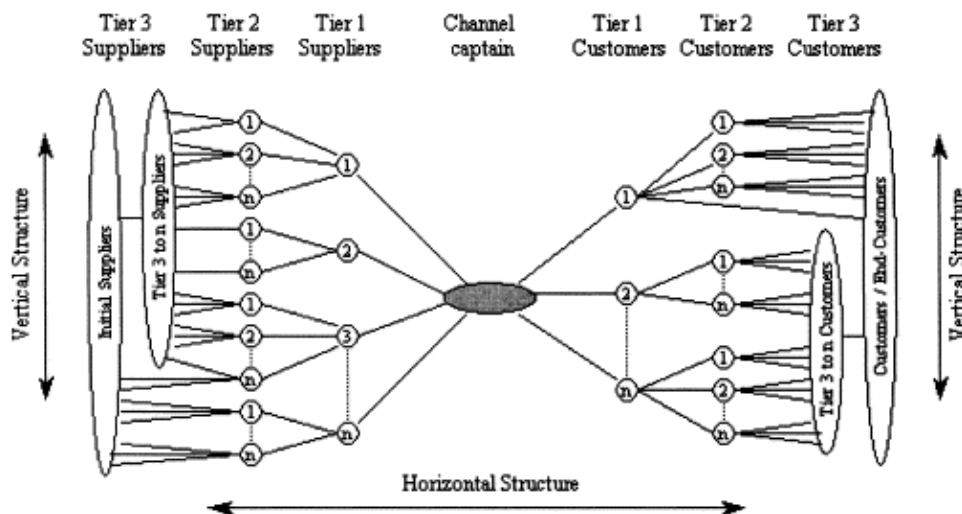 Tier 3 Suppliers
Tier 2 Suppliers
Tier 1 Suppliers
Channel captain
Tier 1 Customers
Tier 2 Customers
Tier 3 Customers
Vertical Structure
Initial Suppliers
Tier 3 to n Suppliers
1
2
n
1
n
1
2
n
1
n
1
2
3
n
1
2
n
1
2
n
1
n
1
2
n
Tier 3 to n Customers
Customers / End-Customers
Vertical Structure
Horizontal Structure